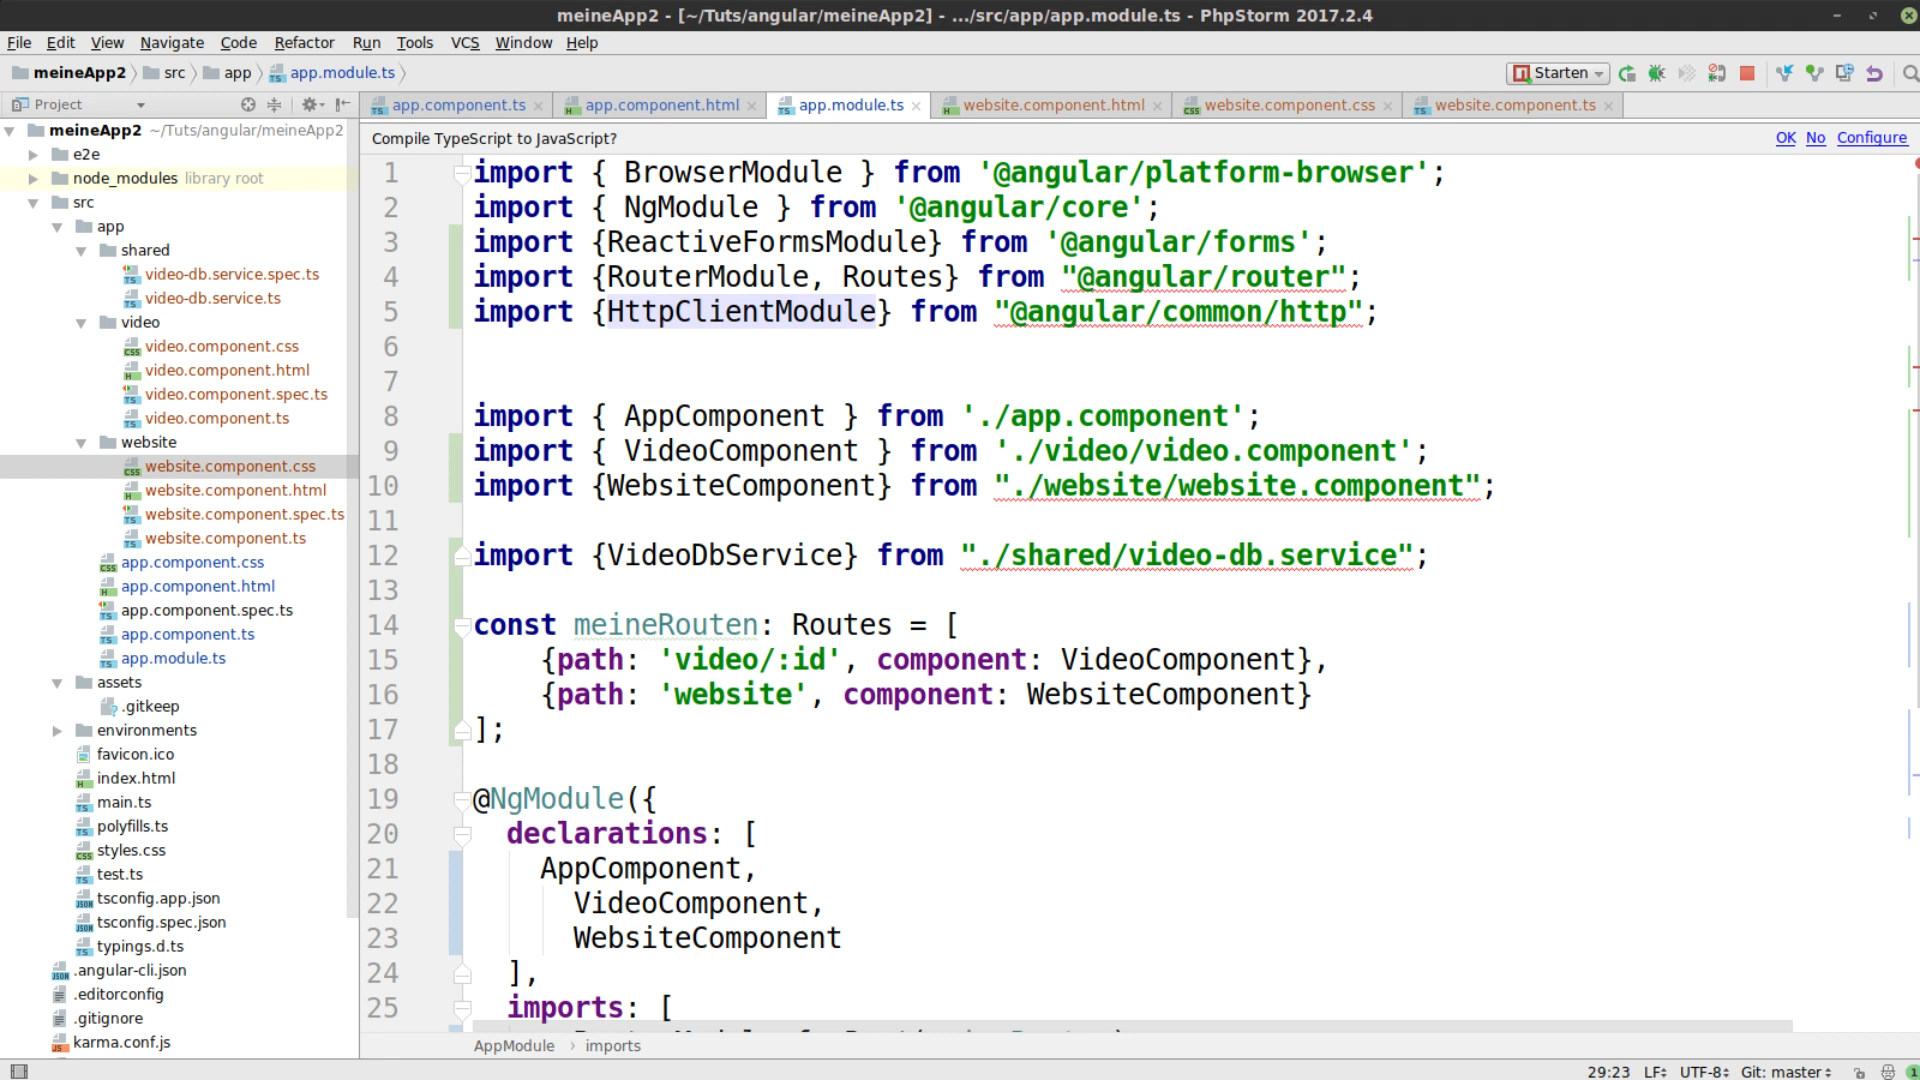 meineApp2 - [~/Tuts/angular/meineApp2] - .../src/app/app.module.ts - PhpStorm 2017.2.4
File Edit View Navigate Code Refactor Run Tools VCS Window Help
meineApp2 src app app.module.ts Starten
Project
app.component.ts app.component.html app.module.ts website.component.html website.component.css website.component.ts
Compile TypeScript to JavaScript? OK No Configure
meineApp2 ~/Tuts/angular/meineApp2
e2e
node_modules library root
src
app
shared
video-db.service.spec.ts
video-db.service.ts
video
video.component.css
video.component.html
video.component.spec.ts
video.component.ts
website
website.component.css
website.component.html
website.component.spec.ts
website.component.ts
app.component.css
app.component.html
app.component.spec.ts
app.component.ts
app.module.ts
assets
.gitkeep
environments
favicon.ico
index.html
main.ts
polyfills.ts
styles.css
test.ts
tsconfig.app.json
tsconfig.spec.json
typings.d.ts
.angular-cli.json
.editorconfig
.gitignore
karma.conf.js
1 import { BrowserModule } from '@angular/platform-browser';
2 import { NgModule } from '@angular/core';
3 import {ReactiveFormsModule} from '@angular/forms';
4 import {RouterModule, Routes} from "@angular/router";
5 import {HttpClientModule} from "@angular/common/http";
6
7
8 import { AppComponent } from './app.component';
9 import { VideoComponent } from './video/video.component';
10 import {WebsiteComponent} from "./website/website.component";
11
12 import {VideoDbService} from "./shared/video-db.service";
13
14 const meineRouten: Routes = [
15 {path: 'video/:id', component: VideoComponent},
16 {path: 'website', component: WebsiteComponent}
17 ];
18
19 @NgModule({
20 declarations: [
21 AppComponent,
22 VideoComponent,
23 WebsiteComponent
24 ],
25 imports: [
AppModule imports
29:23 LF UTF-8 Git: master 1